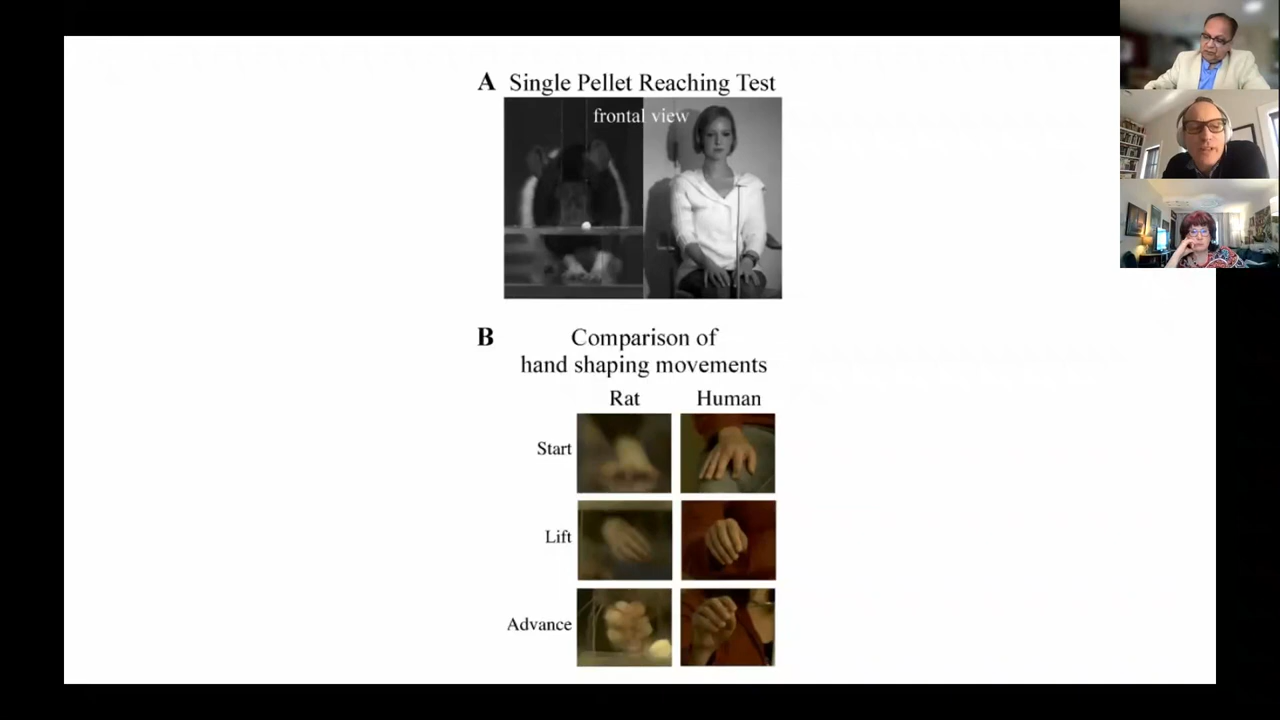 A Single Pellet Reaching Test
frontal view
B Comparison of
hand shaping movements
Rat Human
Start
Lift
Advance